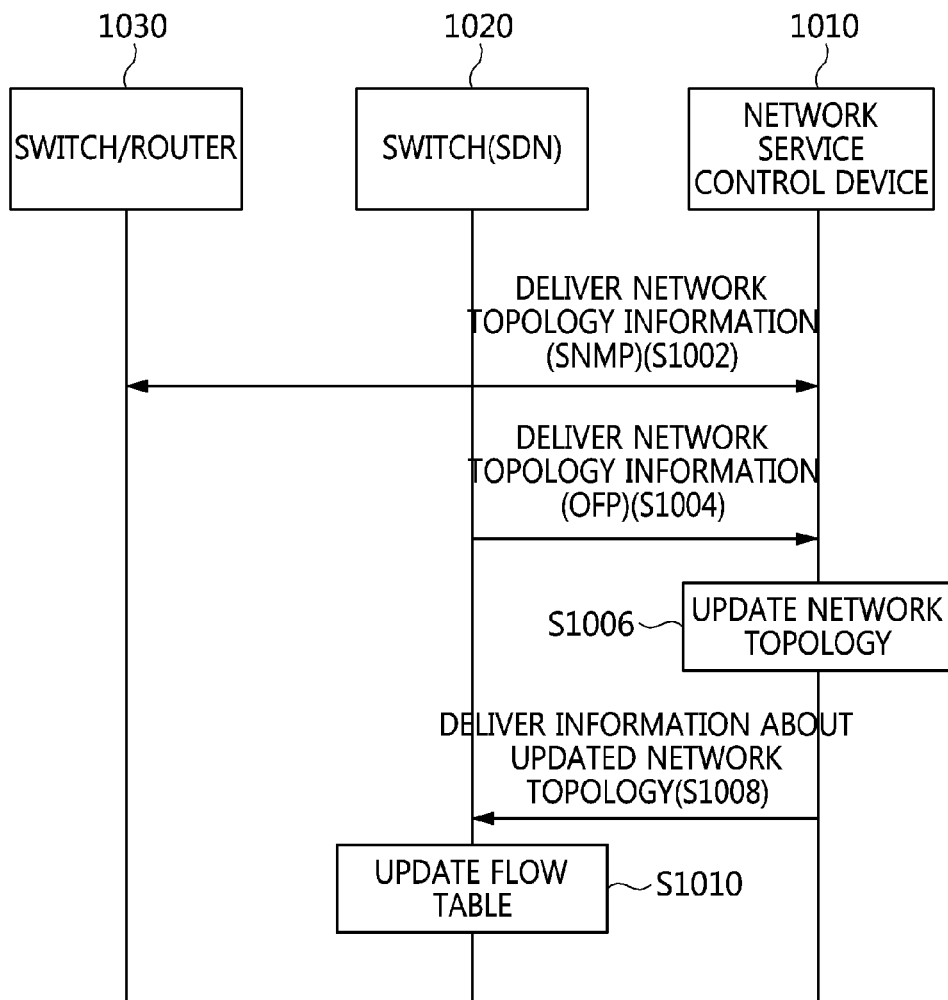 1030
1020
1010
SWITCH/ROUTER
SWITCH(SDN)
NETWORK
SERVICE
CONTROL DEVICE
DELIVER NETWORK
TOPOLOGY INFORMATION
(SNMP)(S1002)
DELIVER NETWORK
TOPOLOGY INFORMATION
(OFP)(S1004)
S1006
UPDATE NETWORK
TOPOLOGY
DELIVER INFORMATION ABOUT
UPDATED NETWORK
TOPOLOGY(S1008)
UPDATE FLOW
TABLE
S1010